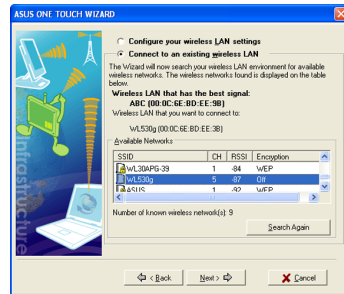 ASUS ONE TOUCH WIZARD
Configure your wireless LAN settings
Connect to an existing wireless LAN
The Wizard will now search your wireless LAN environment for available
wireless networks. The wireless networks found is displayed on the table
below.
Wireless LAN that has the best signal:
ABC (00:0C:6E:BD:EE:9B)
Wireless LAN that you want to connect to:
WL530g (00:0C:6E:BD:EE:3B)
Available Networks
SSID CH RSSI Encryption
WL30APG-39 1 -84 WEP
WL530g 5 -87 Off
ASUS 1 -92 WEP
Number of known wireless network(s): 9
Search Again
< Back Next > Cancel
Infrastructure